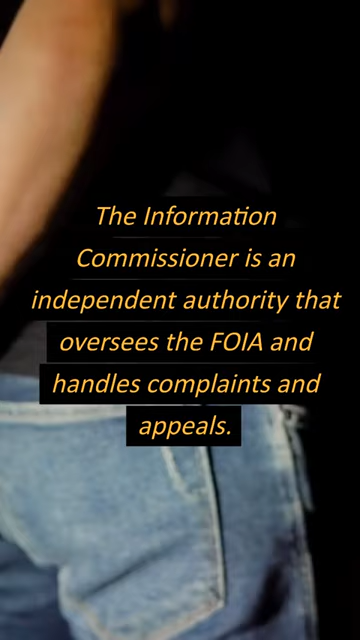 The Information
Commissioner is an
independent authority that
oversees the FOIA and
handles complaints and
appeals.